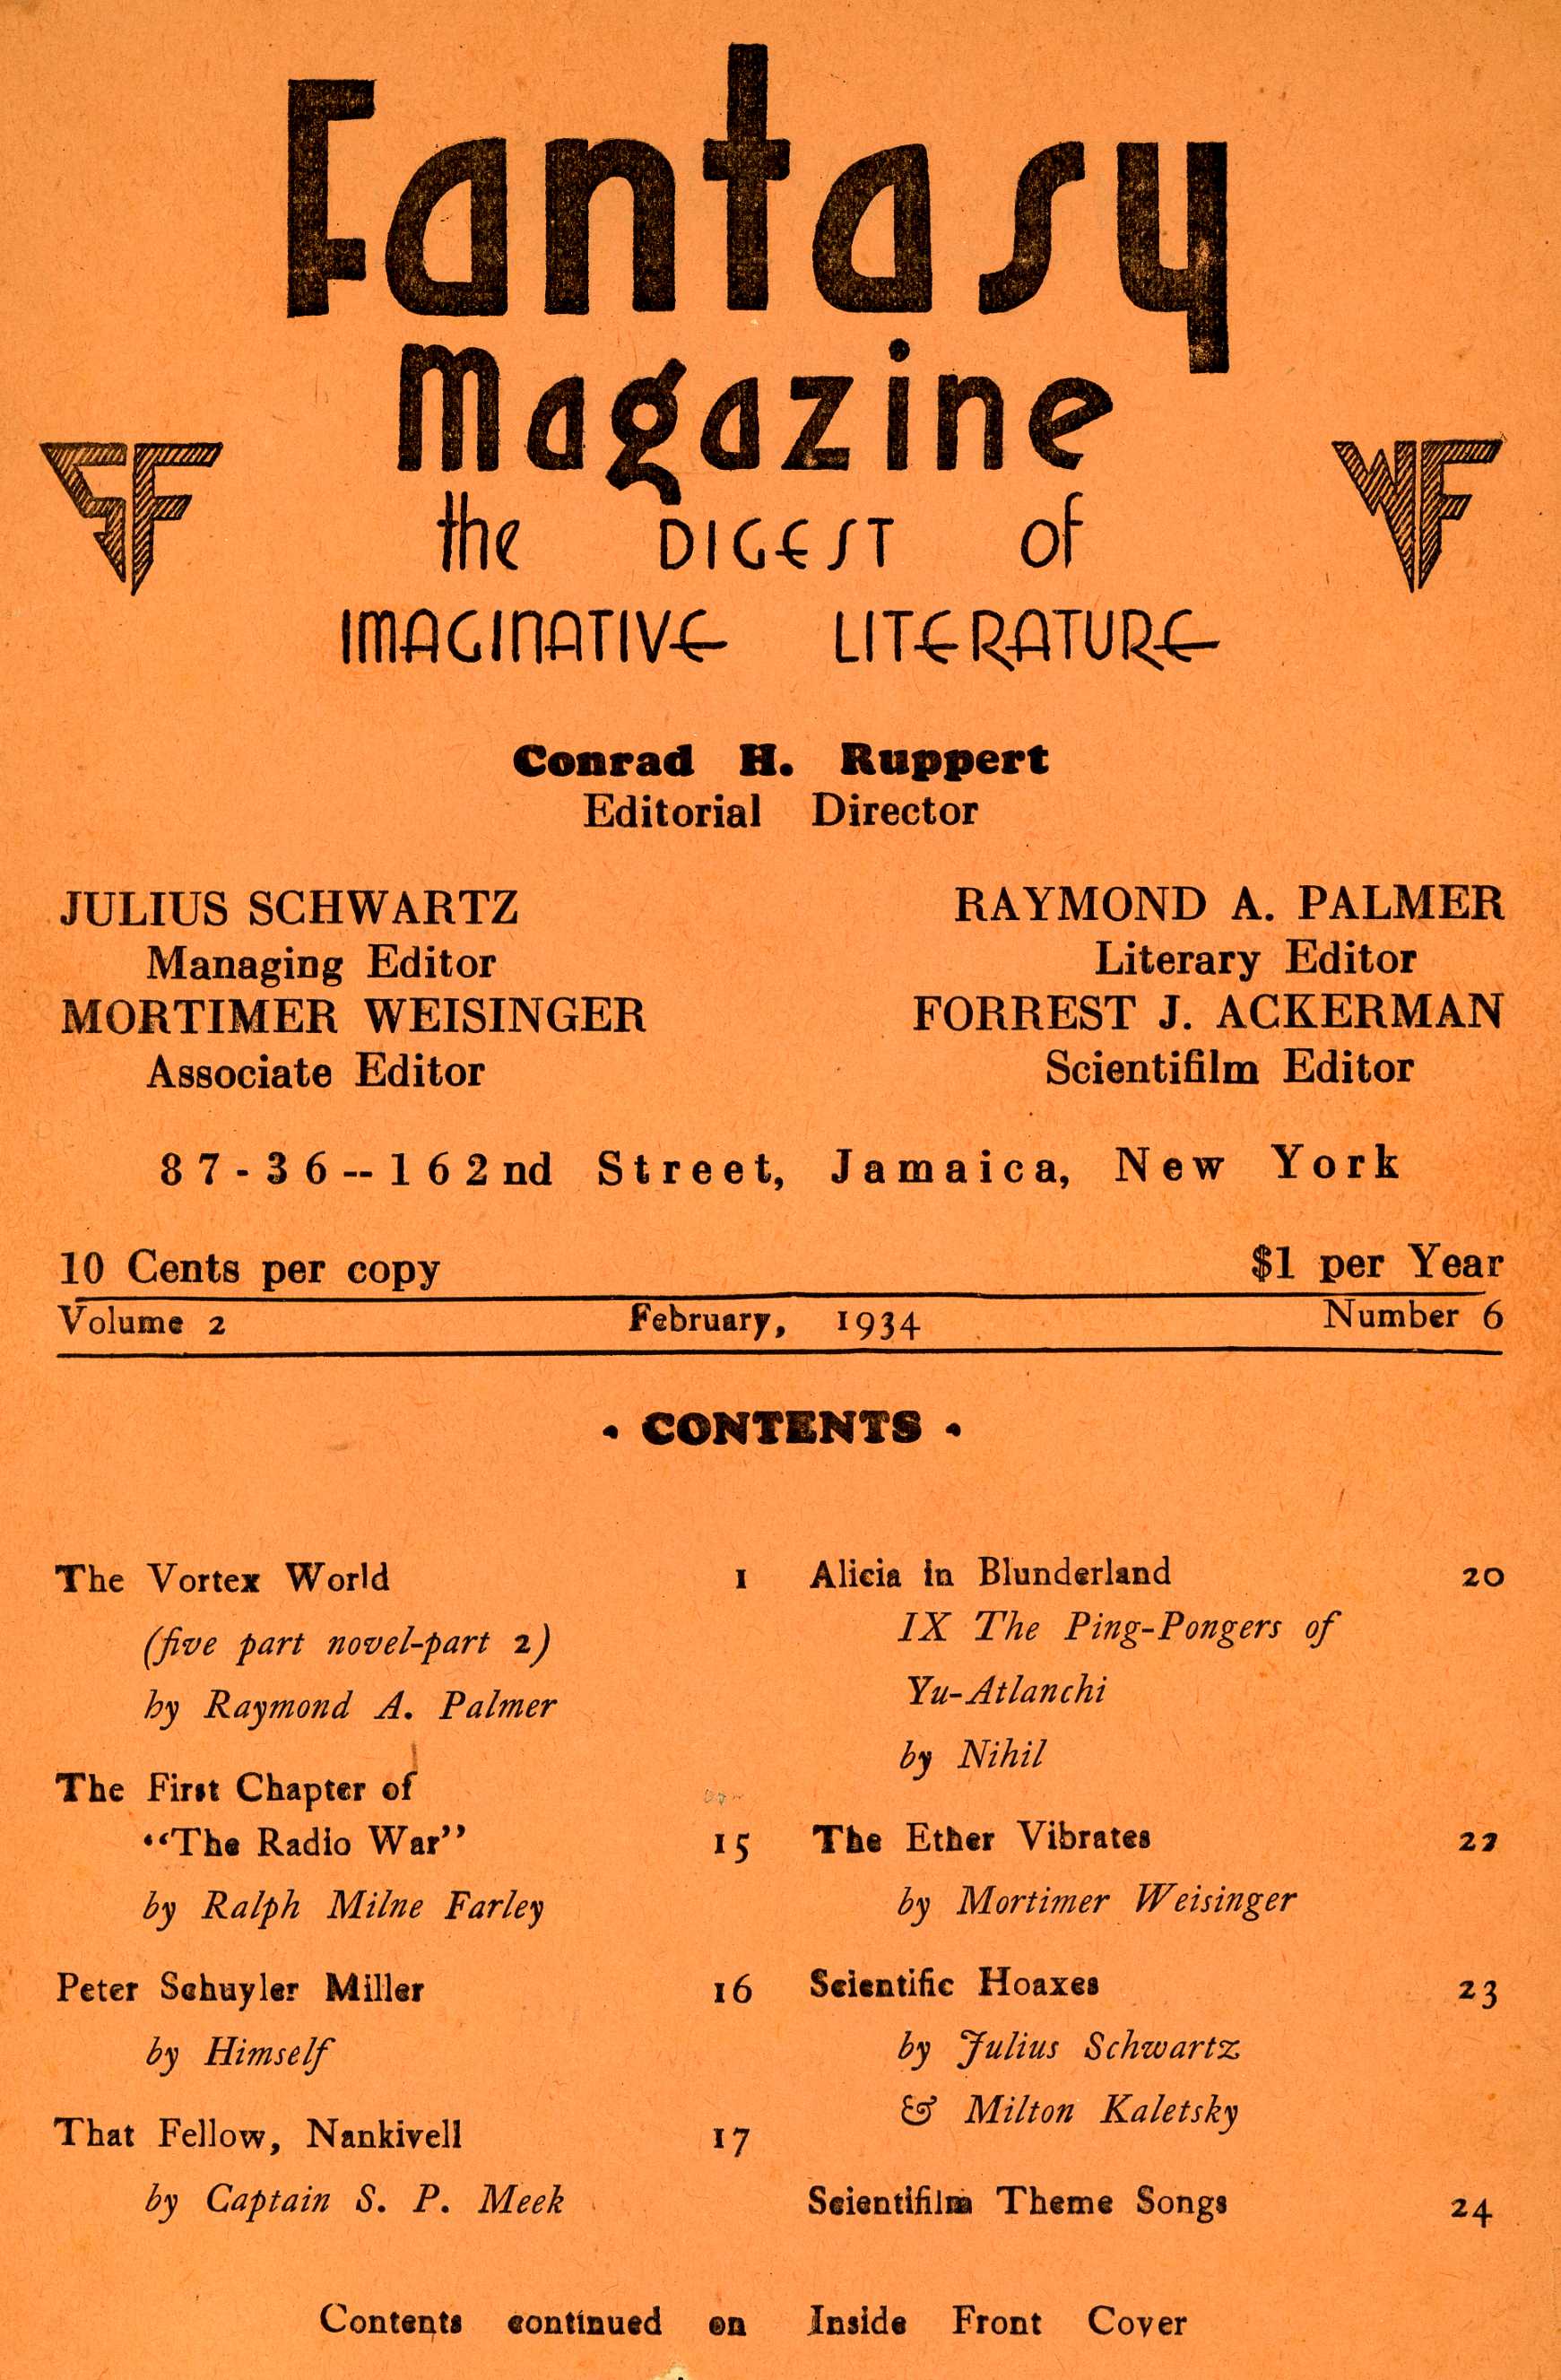 Fantasy
Magazine
the DIGEST of
IMAGINATIVE LITERATURE
SF
WF
Conrad H. Ruppert
Editorial Director
JULIUS SCHWARTZ
Managing Editor
MORTIMER WEISINGER
Associate Editor
RAYMOND A. PALMER
Literary Editor
FORREST J. ACKERMAN
Scientifilm Editor
87-36--162nd Street, Jamaica, New York
10 Cents per copy $1 per Year
Volume 2 February, 1934 Number 6
· CONTENTS ·
The Vortex World 1
(five part novel-part 2)
by Raymond A. Palmer
The First Chapter of
“The Radio War” 15
by Ralph Milne Farley
Peter Schuyler Miller 16
by Himself
That Fellow, Nankivell 17
by Captain S. P. Meek
Alicia in Blunderland 20
IX The Ping-Pongers of
Yu-Atlanchi
by Nihil
The Ether Vibrates 22
by Mortimer Weisinger
Scientific Hoaxes 23
by Julius Schwartz
& Milton Kaletsky
Scientifilm Theme Songs 24
Contents continued on Inside Front Cover